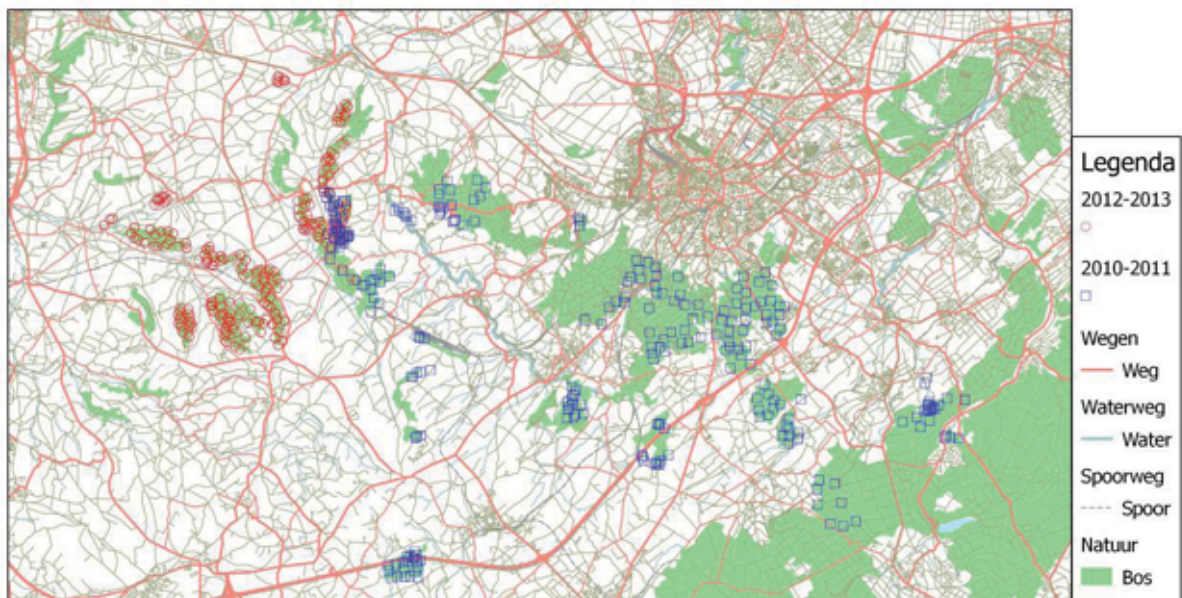 Legenda
2012-2013
2010-2011
Wegen
Weg
Waterweg
Water
Spoorweg
Spoor
Natuur
Bos